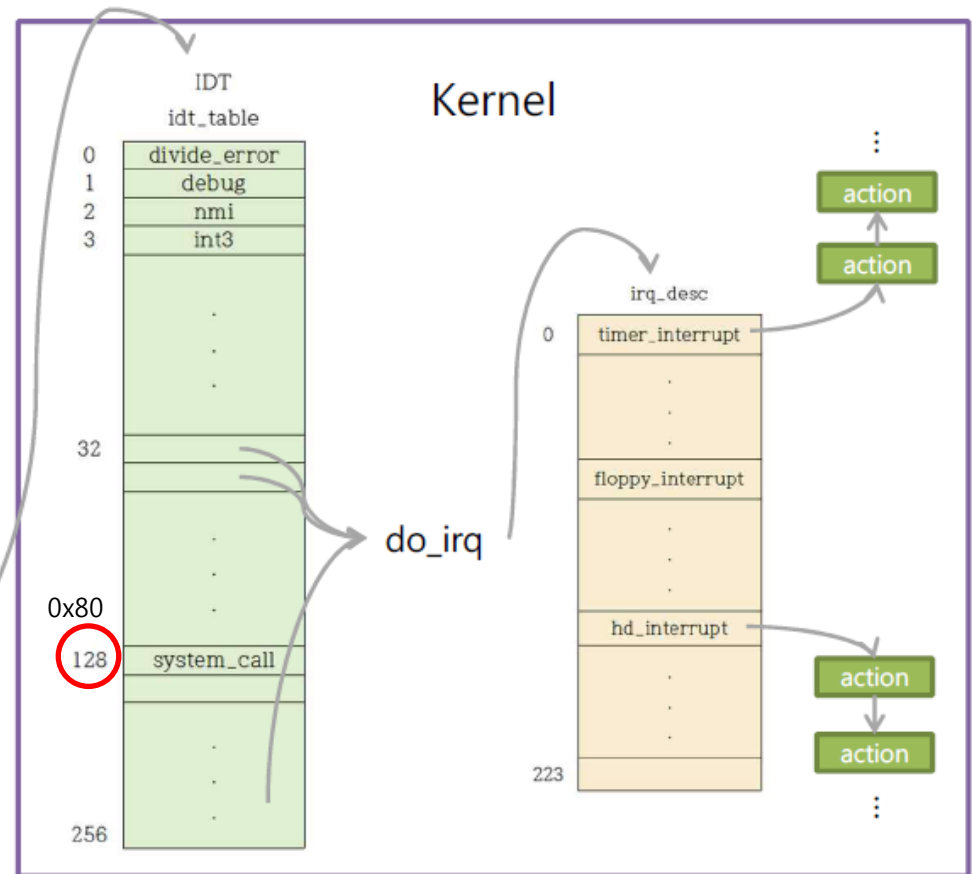 Kernel
IDT
idt_table
0 divide_error
1 debug
2 nmi
3 int3
.
.
.
32
.
.
.
0x80
128 system_call
.
.
.
256
do_irq
irq_desc
0 timer_interrupt
.
.
.
floppy_interrupt
.
.
.
hd_interrupt
.
.
.
223
⋮
action
action
action
action
⋮